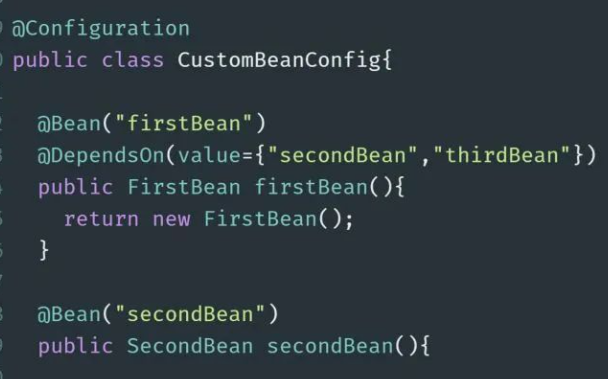 @Configuration
public class CustomBeanConfig{
@Bean("firstBean")
@DependsOn(value={"secondBean","thirdBean"})
public FirstBean firstBean(){
return new FirstBean();
}
@Bean("secondBean")
public SecondBean secondBean(){